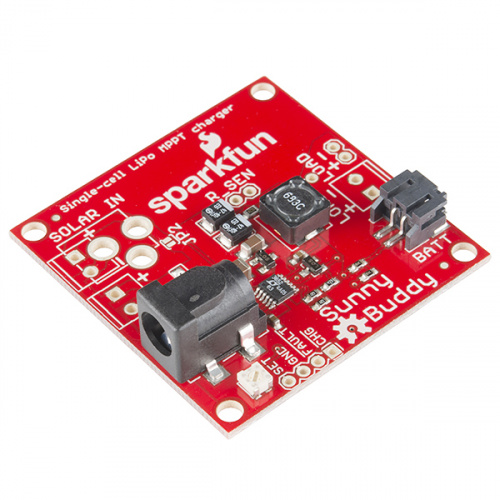 Single-cell LiPo MPPT charger
sparkfun
SOLAR IN
+
+
JP2
R_SEN
LOAD
+
693C
BATT
Sunny
Buddy
CHG
FAULT
GND
SET